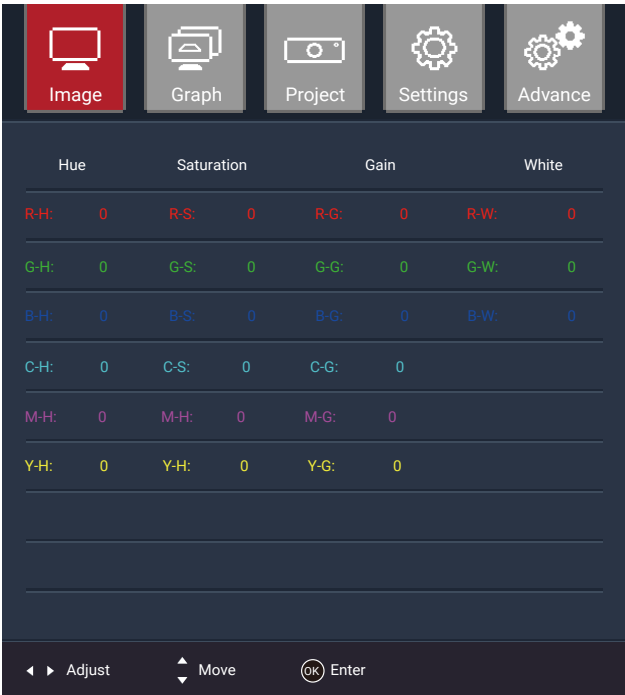 Image Graph Project Settings Advance
Hue Saturation Gain White
R-H: 0 R-S: 0 R-G: 0 R-W: 0
G-H: 0 G-S: 0 G-G: 0 G-W: 0
B-H: 0 B-S: 0 B-G: 0 B-W: 0
C-H: 0 C-S: 0 C-G: 0
M-H: 0 M-H: 0 M-G: 0
Y-H: 0 Y-H: 0 Y-G: 0
Adjust Move OK Enter